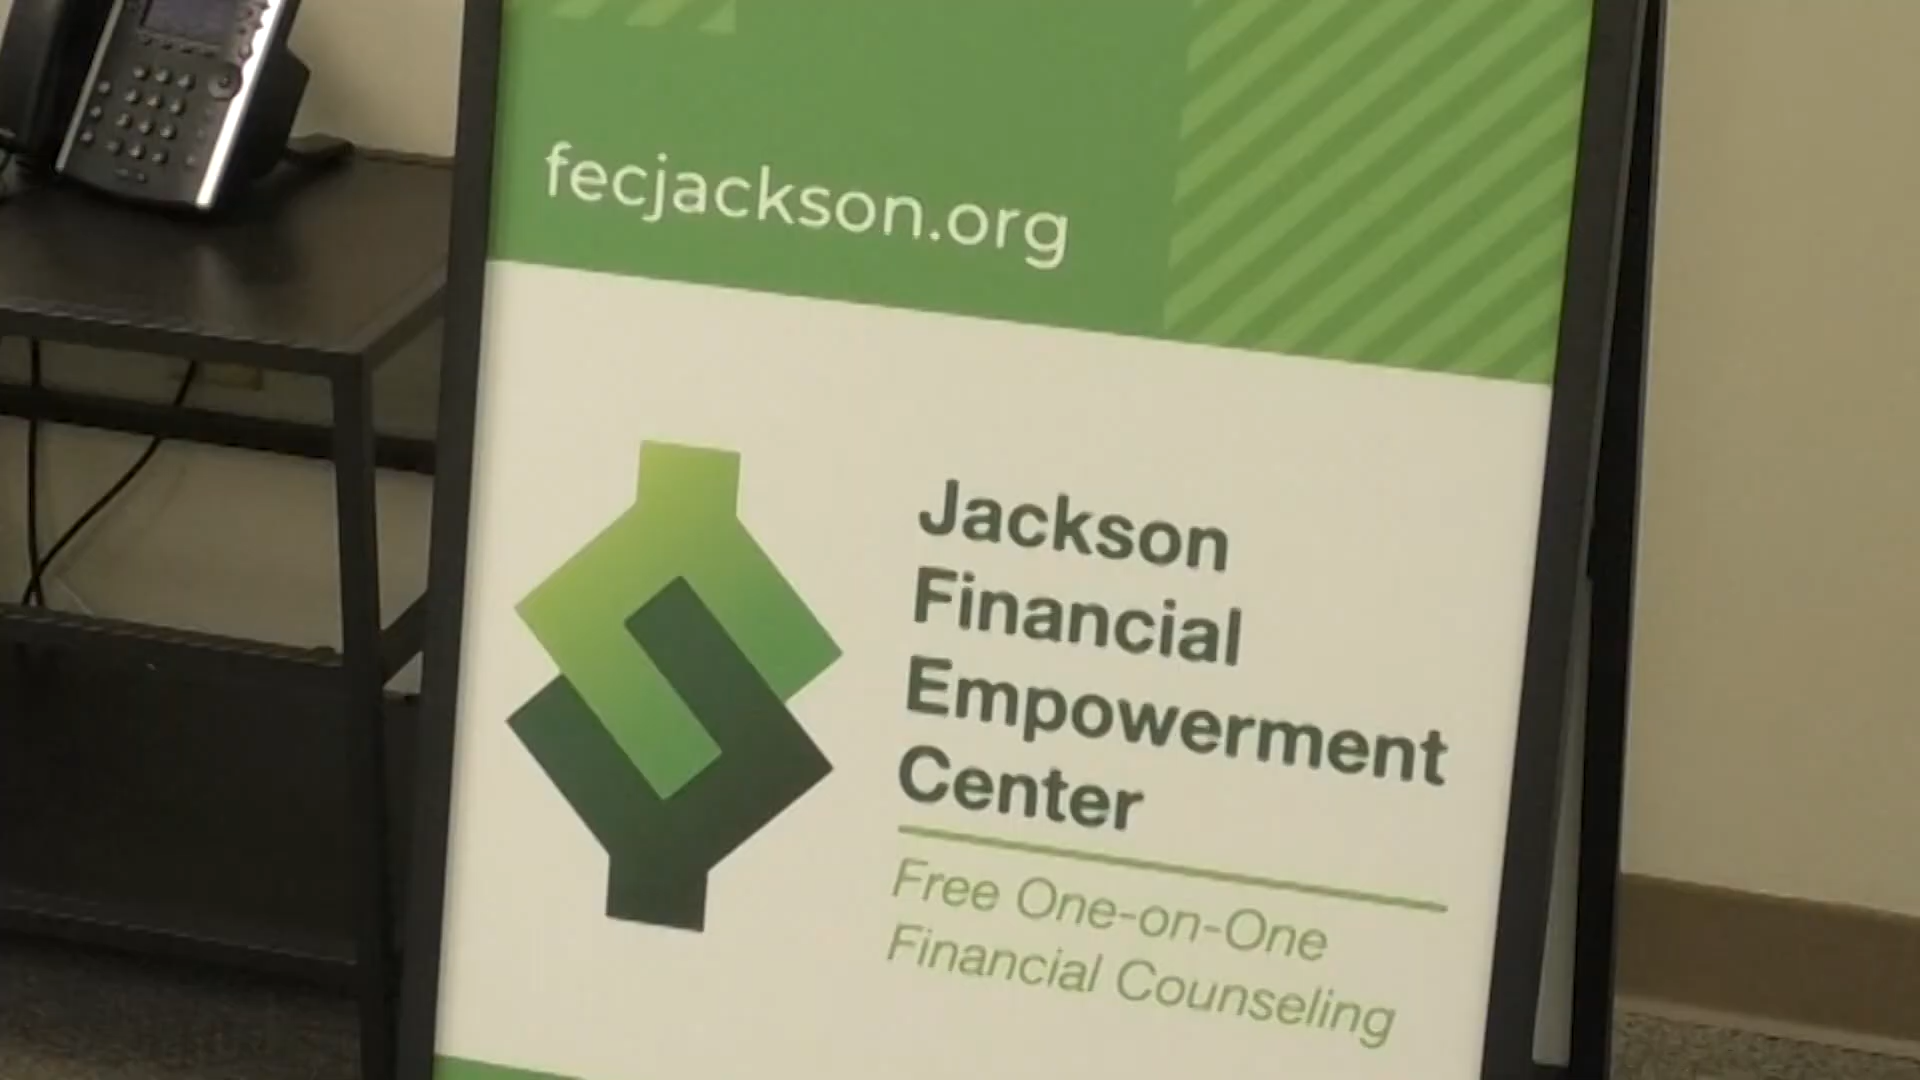 fecjackson.org
Jackson
Financial
Empowerment
Center
Free One-on-One
Financial Counseling